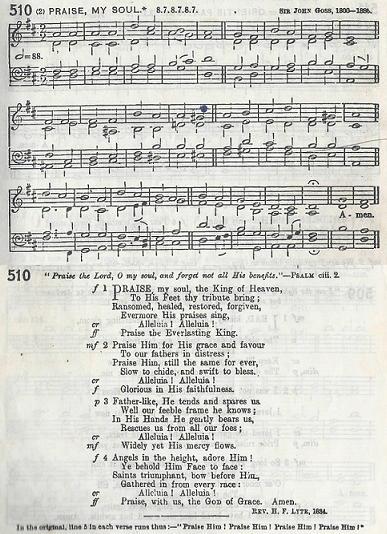 510 (2) PRAISE, MY SOUL.* 8.7.8.7.8.7. SIR JOHN GOSS, 1800—1880.
= 88.
A - men.
510 "Praise the Lord, O my soul, and forget not all His benefits."—PSALM ciii. 2.
f 1 PRAISE, my soul, the King of Heaven,
To His Feet thy tribute bring;
Ransomed, healed, restored, forgiven,
Evermore His praises sing,
cr Alleluia! Alleluia!
ff Praise the Everlasting King.
mf 2 Praise Him for His grace and favour
To our fathers in distress;
Praise Him, still the same for ever,
Slow to chide, and swift to bless.
cr Alleluia! Alleluia!
f Glorious in His faithfulness.
p 3 Father-like, He tends and spares us,
Well our feeble frame he knows;
In His Hands He gently bears us,
Rescues us from all our foes;
cr Alleluia! Alleluia!
mf Widely yet His mercy flows.
f 4 Angels in the height, adore Him!
Ye behold Him Face to face:
Saints triumphant, bow before Him,
Gathered in from every race:
cr Alleluia! Alleluia!
ff Praise, with us, the God of Grace. Amen.
REV. H. F. LYTE, 1834.
In the original, line 5 in each verse runs thus:—"Praise Him! Praise Him! Praise Him! Praise Him!"